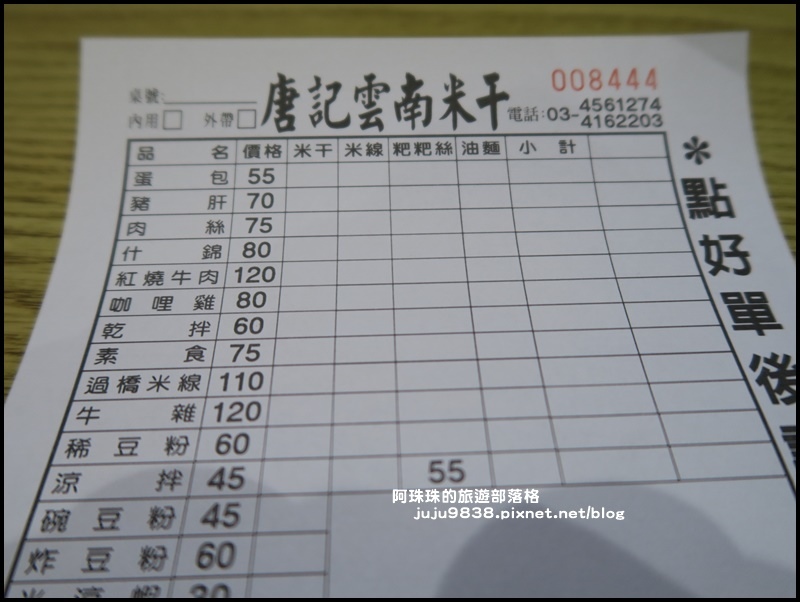 008444
桌號:
唐記雲南米干
內用 外帶
電話:03-4561274
4162203
品名 價格 米干 米線 粑粑絲 油麵 小計
蛋包 55
豬肝 70
肉絲 75
什錦 80
紅燒牛肉 120
咖哩雞 80
乾拌 60
素食 75
過橋米線 110
牛雜 120
稀豆粉 60
涼拌 45 55
碗豆粉 45
炸豆粉 60
*點好單後
阿珠珠的旅遊部落格
juju9838.pixnet.net/blog